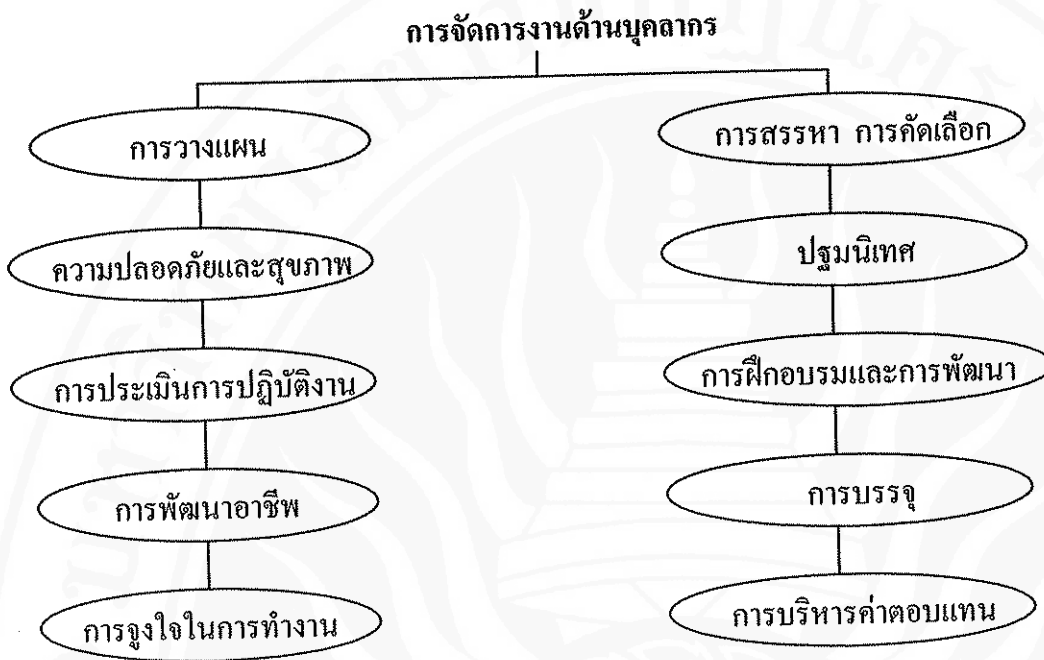 การจัดการงานด้านบุคลากร
การวางแผน
ความปลอดภัยและสุขภาพ
การประเมินการปฏิบัติงาน
การพัฒนาอาชีพ
การจูงใจในการทำงาน
การสรรหา การคัดเลือก
ปฐมนิเทศ
การฝึกอบรมและการพัฒนา
การบรรจุ
การบริหารค่าตอบแทน